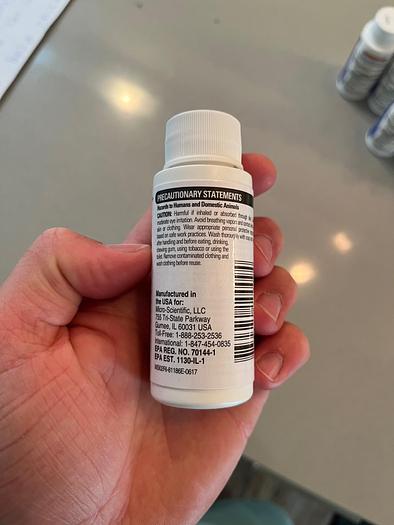 PRECAUTIONARY STATEMENTS
Hazards to Humans and Domestic Animals
CAUTION: Harmful if inhaled or absorbed through
moderate eye irritation. Avoid breathing vapor
skin or clothing. Wear appropriate personal protective
based on safe work practices. Wash thoroughly
after handling and before eating, drinking,
chewing gum, using tobacco or using the
toilet. Remove contaminated clothing and
wash clothing before reuse.
Manufactured in
the USA for:
Micro-Scientific, LLC
755 Tri-State Parkway
Gurnee, IL 60031 USA
Toll-Free: 1-888-253-2536
International: 1-847-454-0835
EPA REG. NO. 70144-1
EPA EST. 1130-IL-1